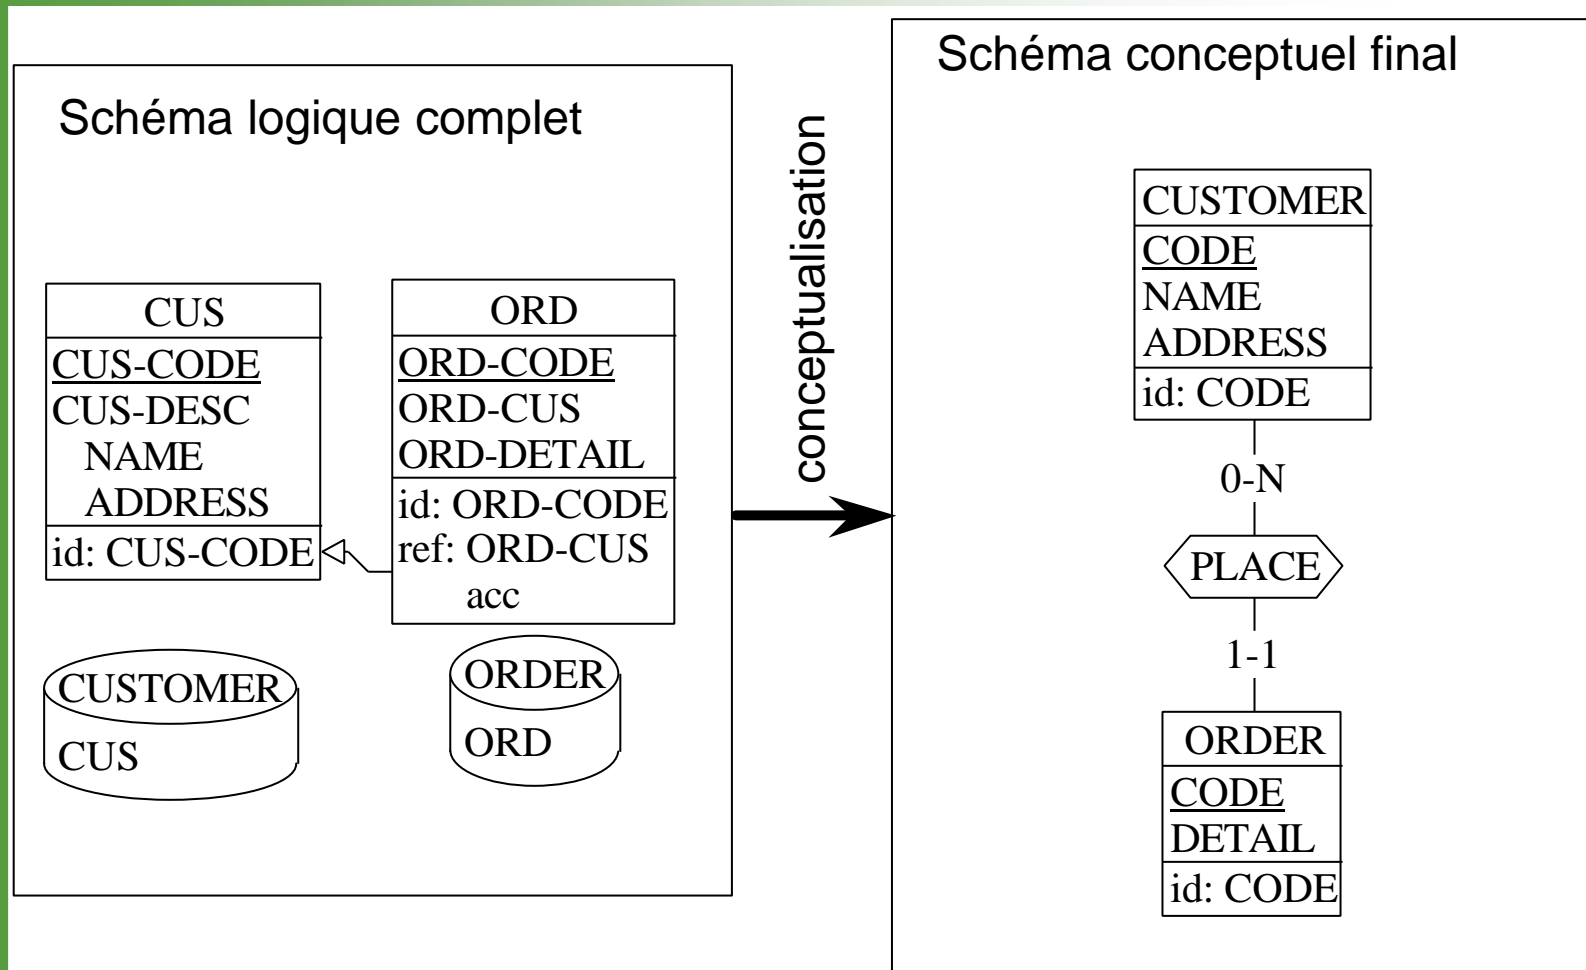 Schéma logique complet
CUS
CUS-CODE
CUS-DESC
NAME
ADDRESS
id: CUS-CODE
ORD
ORD-CODE
ORD-CUS
ORD-DETAIL
id: ORD-CODE
ref: ORD-CUS
acc
CUSTOMER
CUS
ORDER
ORD
conceptualisation
Schéma conceptuel final
CUSTOMER
CODE
NAME
ADDRESS
id: CODE
0-N
PLACE
1-1
ORDER
CODE
DETAIL
id: CODE